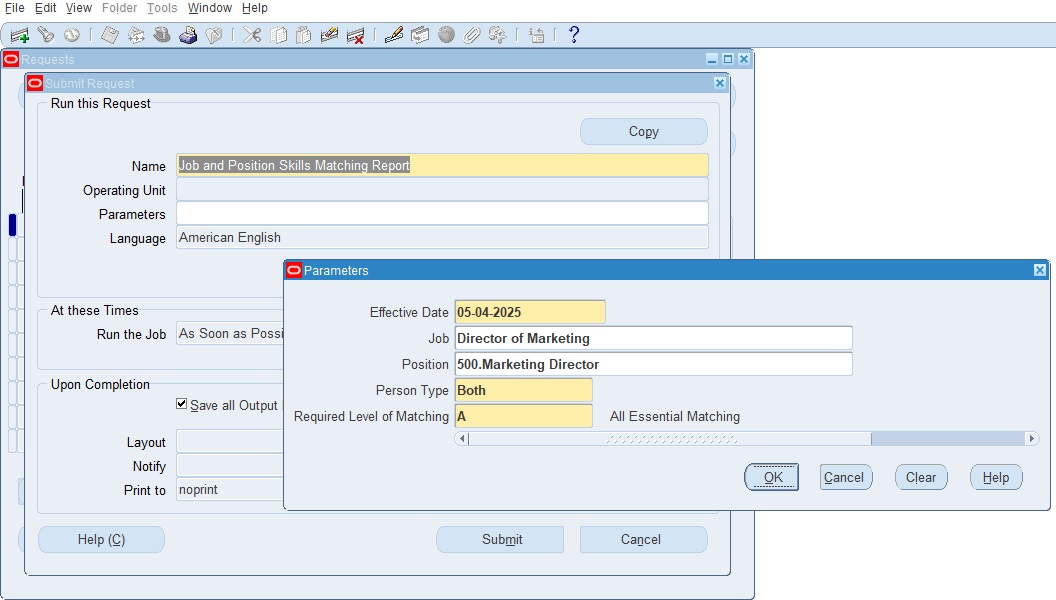 File Edit View Folder Tools Window Help
Requests
Submit Request
Run this Request
Copy
Name Job and Position Skills Matching Report
Operating Unit
Parameters
Language American English
Parameters
Effective Date 05-04-2025
At these Times
Run the Job As Soon as Possi
Job Director of Marketing
Position 500.Marketing Director
Upon Completion
Person Type Both
Save all Output
Required Level of Matching A All Essential Matching
Layout
Notify
Print to noprint
OK Cancel Clear Help
Help (C) Submit Cancel